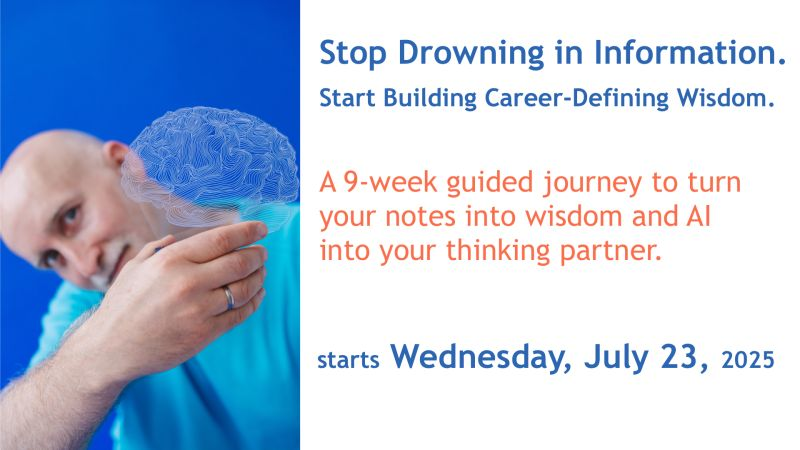 Stop Drowning in Information.
Start Building Career-Defining Wisdom.
A 9-week guided journey to turn
your notes into wisdom and AI
into your thinking partner.
starts Wednesday, July 23, 2025